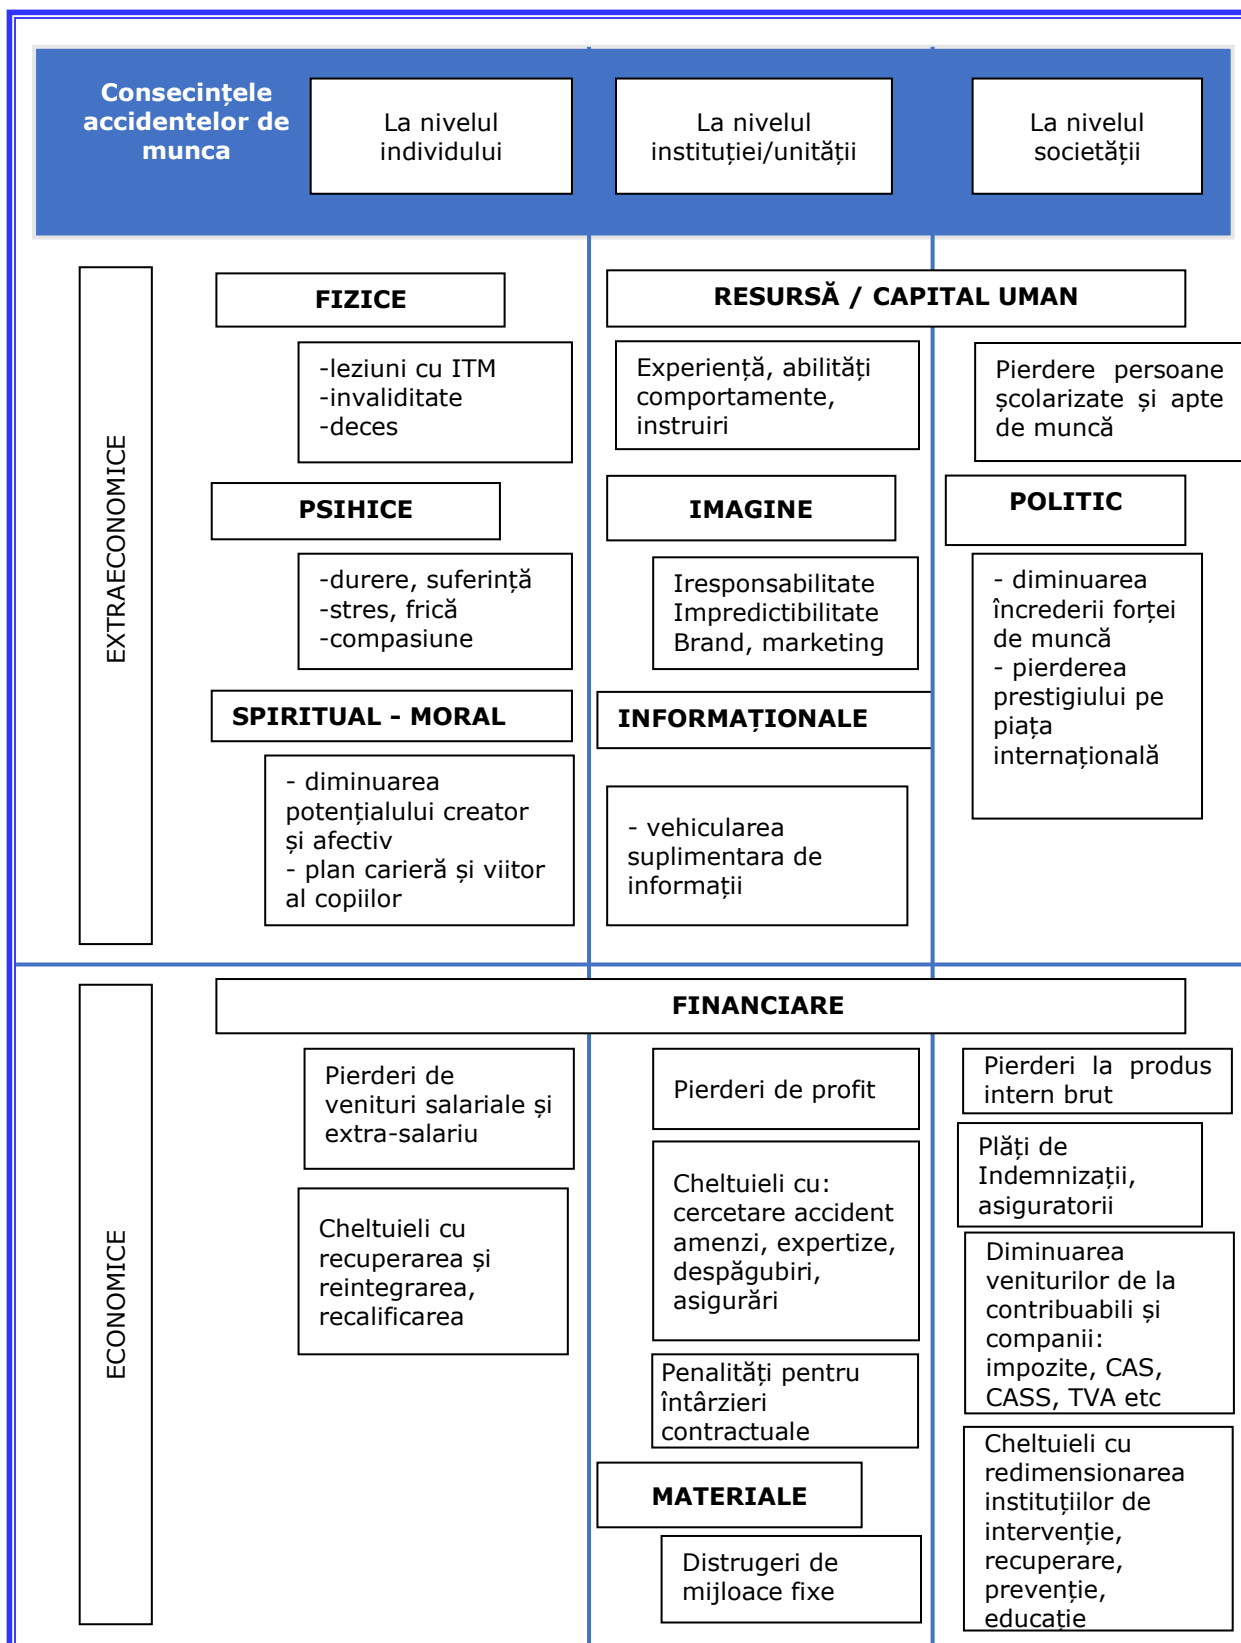 Consecințele
accidentelor de
munca
La nivelul
individului
La nivelul
instituției/unității
La nivelul
societății
EXTRAECONOMICE
FIZICE
-leziuni cu ITM
-invaliditate
-deces
PSIHICE
-durere, suferință
-stres, frică
-compasiune
SPIRITUAL - MORAL
- diminuarea
potențialului creator
și afectiv
- plan carieră și viitor
al copiilor
RESURSĂ / CAPITAL UMAN
Experiență, abilități
comportamente,
instruiri
Pierdere persoane
școlarizate și apte
de muncă
IMAGINE
Iresponsabilitate
Impredictibilitate
Brand, marketing
INFORMAȚIONALE
- vehicularea
suplimentara de
informații
POLITIC
- diminuarea
încrederii forței
de muncă
- pierderea
prestigiului pe
piața
internațională
ECONOMICE
FINANCIARE
Pierderi de
venituri salariale și
extra-salariu
Cheltuieli cu
recuperarea și
reintegrarea,
recalificarea
Pierderi de profit
Cheltuieli cu:
cercetare accident
amenzi, expertize,
despăgubiri,
asigurări
Penalități pentru
întârzieri
contractuale
MATERIALE
Distrugeri de
mijloace fixe
Pierderi la produs
intern brut
Plăți de
Indemnizații,
asiguratorii
Diminuarea
veniturilor de la
contribuabili și
companii:
impozite, CAS,
CASS, TVA etc
Cheltuieli cu
redimensionarea
instituțiilor de
intervenție,
recuperare,
prevenție,
educație